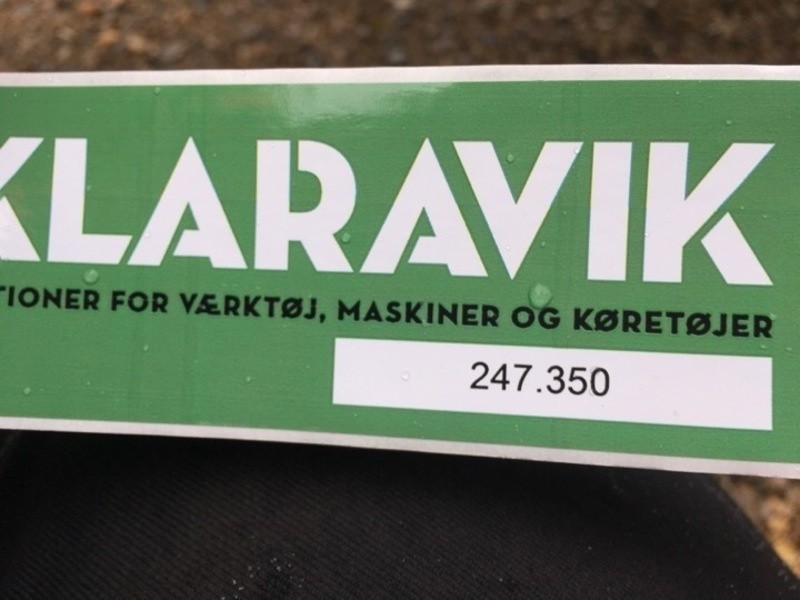 KLARAVIK
TIONER FOR VÆRKTØJ, MASKINER OG KØRETØJER
247.350